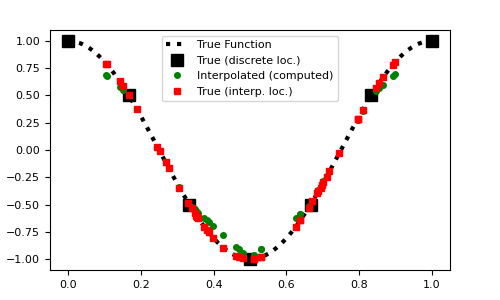 1.00
0.75
0.50
0.25
0.00
−0.25
−0.50
−0.75
−1.00
True Function
True (discrete loc.)
Interpolated (computed)
True (interp. loc.)
0.0 0.2 0.4 0.6 0.8 1.0